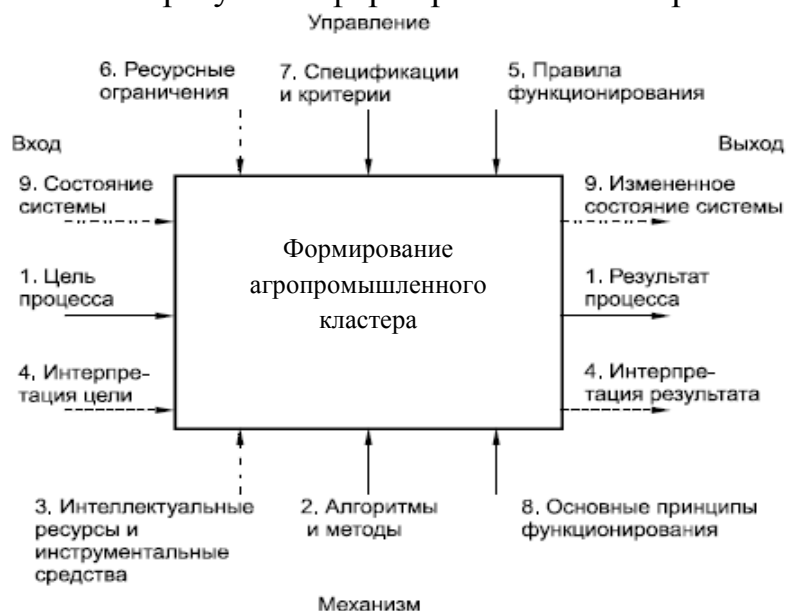 Управление
6. Ресурсные
ограничения
7. Спецификации
и критерии
5, Правила
функционирования
Вход
Выход
9. Состояние
системы
9. Измененное
состояние системы
1. Цель
процесса
Формирование
агропромышленного
кластера
1. Результат
процесса
4, Интерпре-
тация цели
4, Интерпре-
тация результата
3, Интеллектуальные
ресурсы и
инструментальные
средства
2, Алгоритмы
и методы
8, Основные принципы
функционирования
Механизм